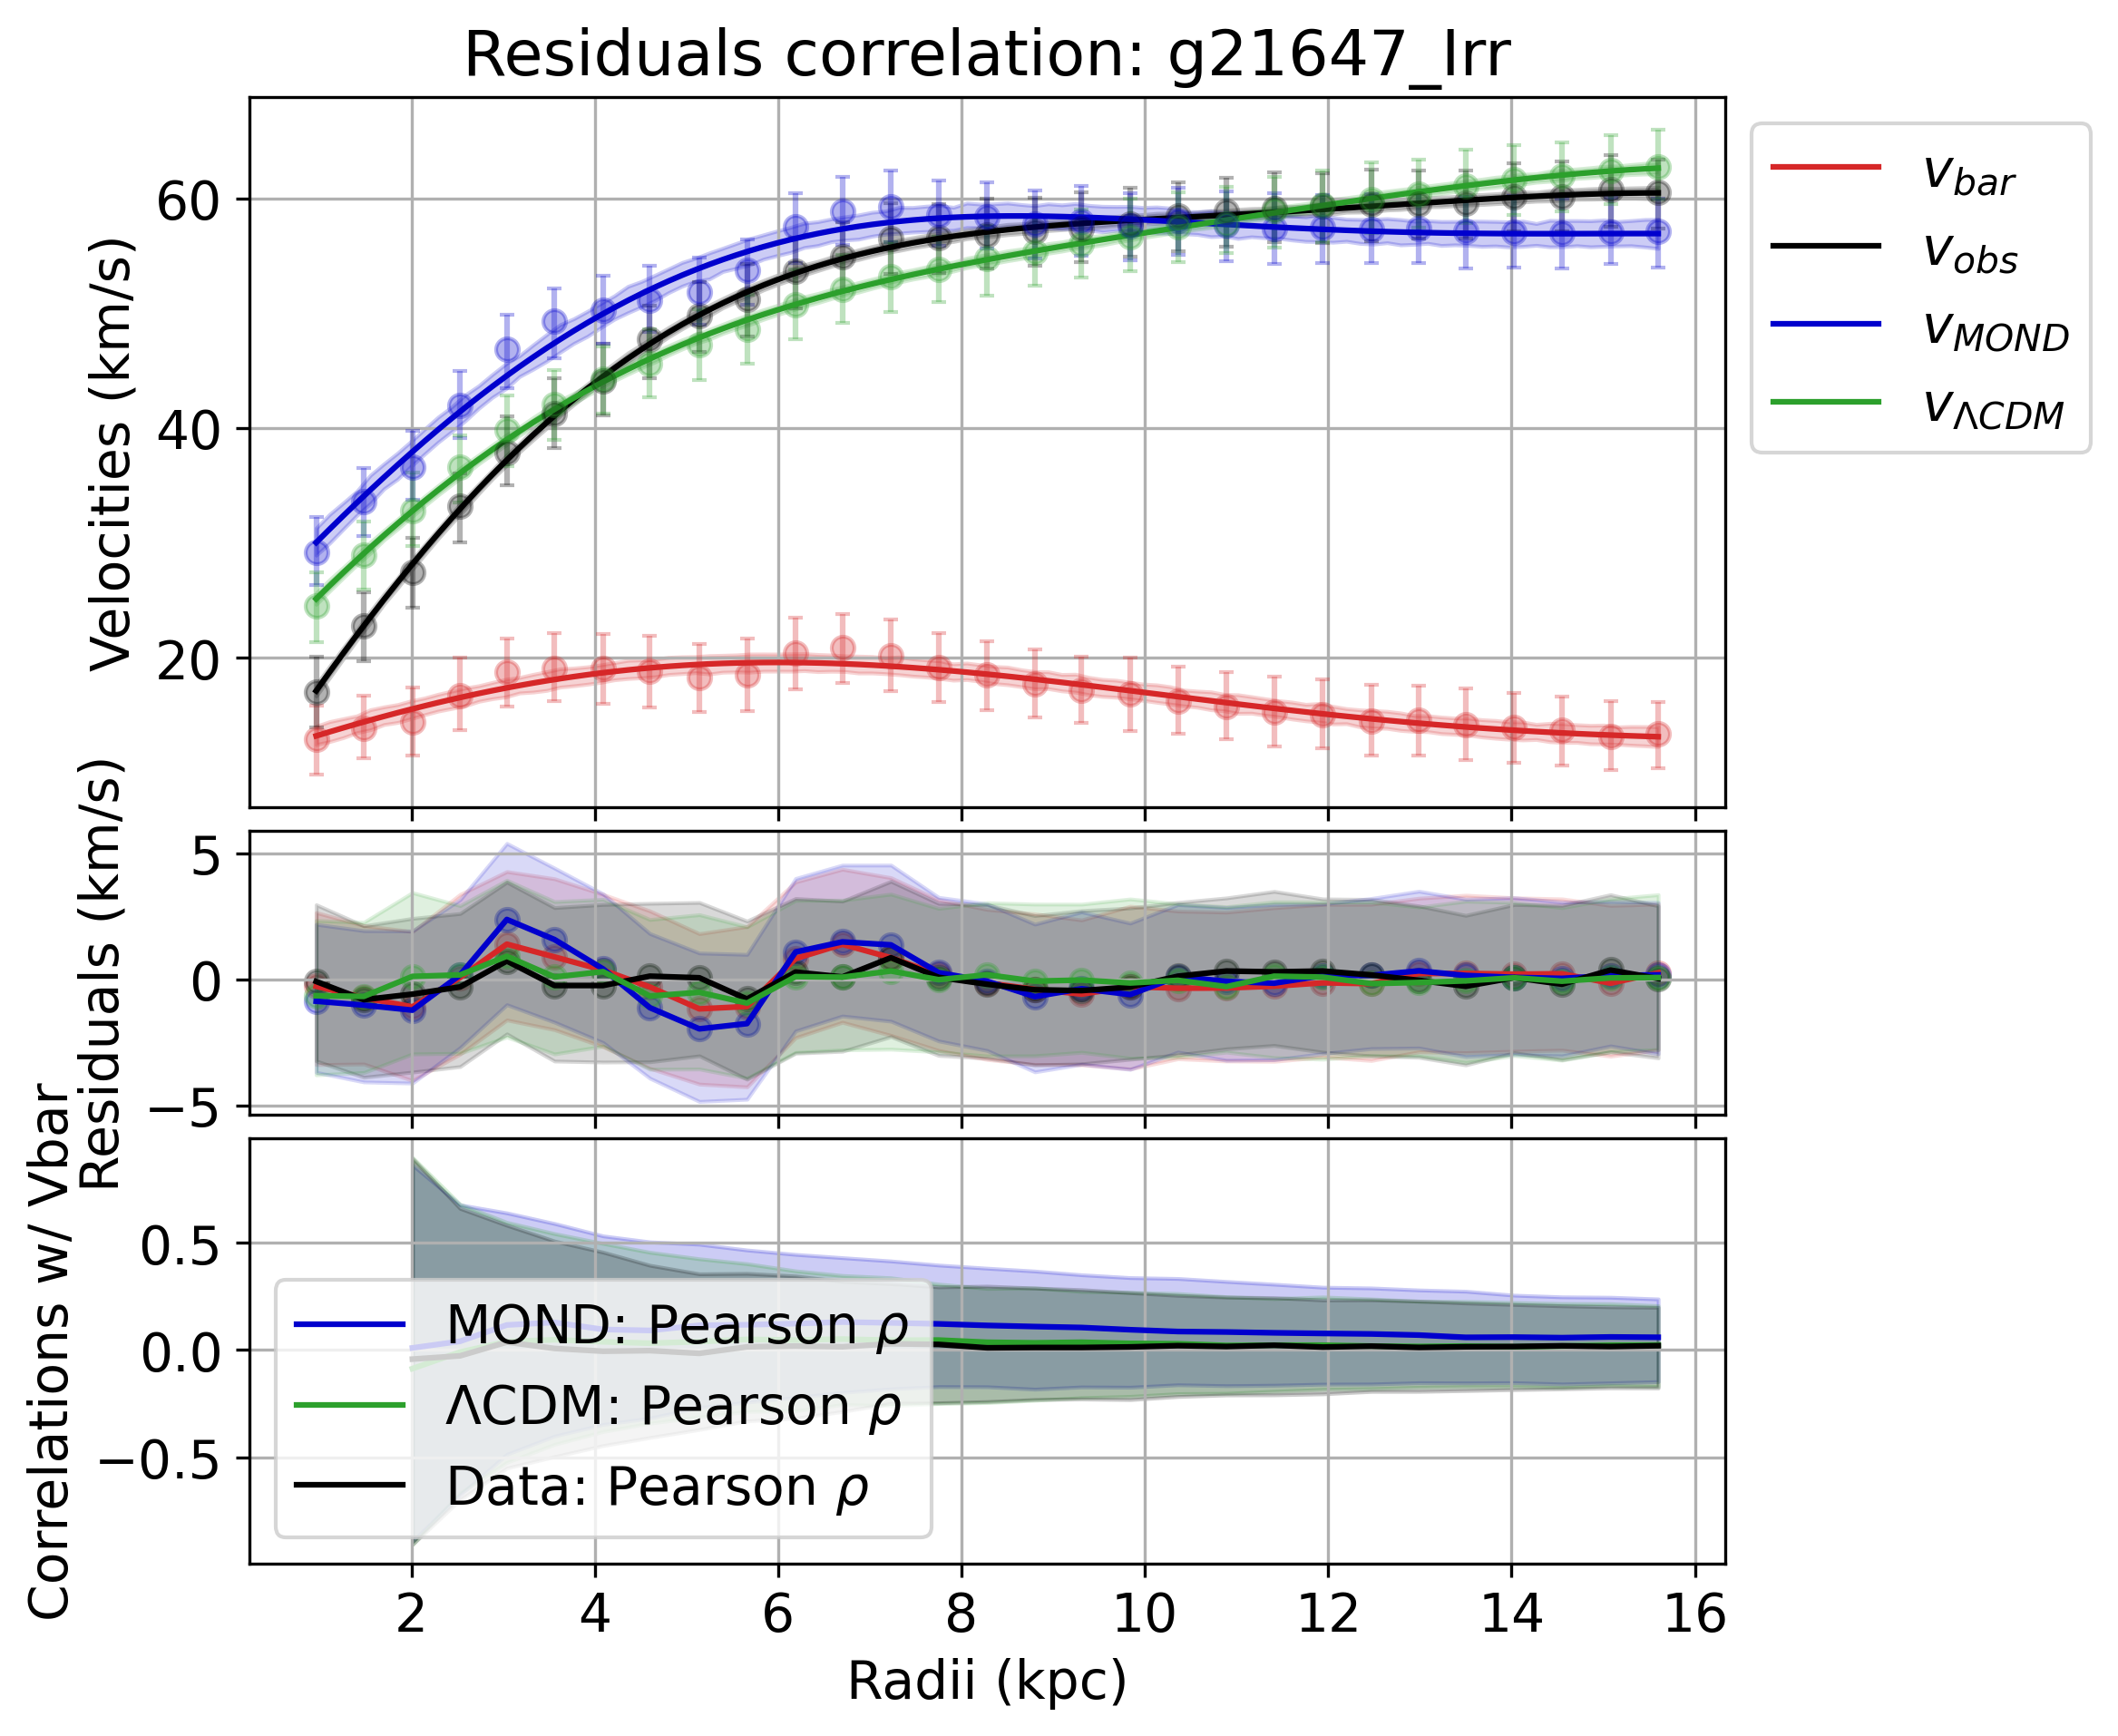 Residuals correlation: g21647_Irr
Velocities (km/s)
60
40
20
v_bar
v_obs
v_MOND
v_ΛCDM
Residuals (km/s)
5
0
−5
Correlations w/ Vbar
0.5
0.0
−0.5
MOND: Pearson ρ
ΛCDM: Pearson ρ
Data: Pearson ρ
2 4 6 8 10 12 14 16
Radii (kpc)